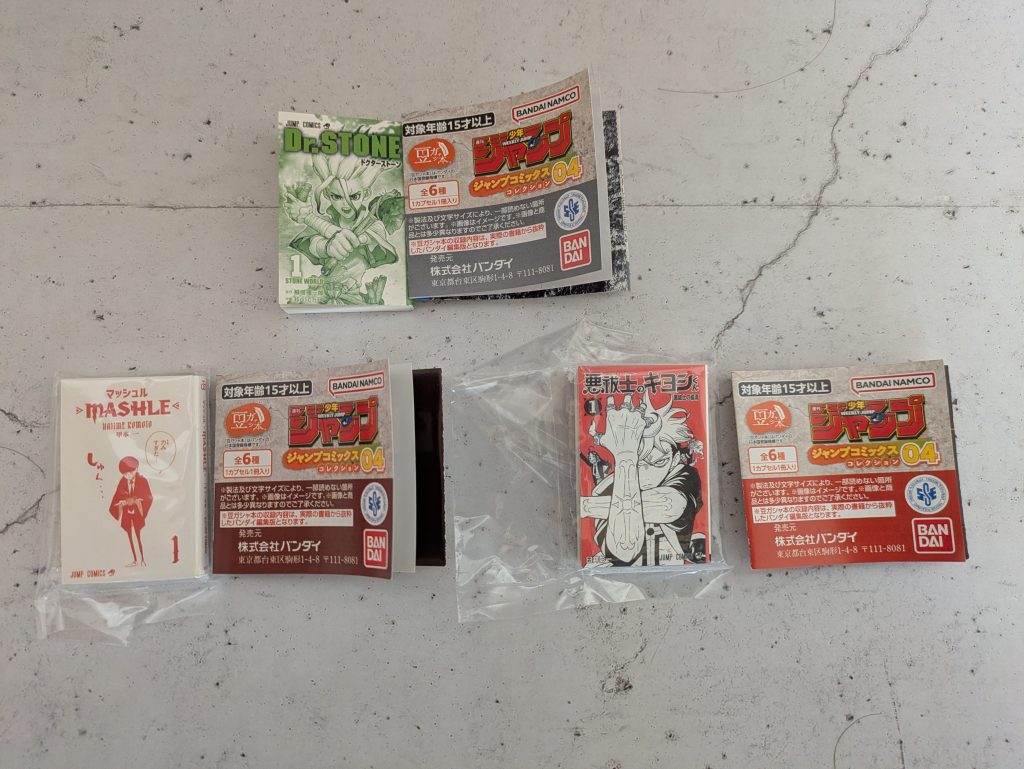 JUMP COMICS
Dr.STONE
ドクターストーン
1
STONE WORLD
対象年齢15才以上
BANDAI NAMCO
豆ガシャ本
週刊少年ジャンプ
WEEKLY JUMP
ジャンプコミックス
コレクション
04
全6種
1カプセル1冊入り
※製法及び文字サイズにより、一部読めない箇所
がございます。※画像はイメージです。※画像と商
品とは多少異なりますのでご了承ください。
※豆ガシャ本の収録内容は、実際の書籍から抜粋
したバンダイ編集版となります。
発売元
株式会社バンダイ
東京都台東区駒形1-4-8 〒111-8081
BAN
DAI
マッシュル
MASHLE
Hajime Komoto
甲本 一
しゅん…
1
JUMP COMICS
対象年齢15才以上
BANDAI NAMCO
豆ガシャ本
週刊少年ジャンプ
WEEKLY JUMP
ジャンプコミックス
コレクション
04
全6種
1カプセル1冊入り
※製法及び文字サイズにより、一部読めない箇所
がございます。※画像はイメージです。※画像と商
品とは多少異なりますのでご了承ください。
※豆ガシャ本の収録内容は、実際の書籍から抜粋
したバンダイ編集版となります。
発売元
株式会社バンダイ
東京都台東区駒形1-4-8 〒111-8081
BAN
DAI
悪祓士のキヨシくん
1
JUMP COMICS
対象年齢15才以上
BANDAI NAMCO
豆ガシャ本
週刊少年ジャンプ
WEEKLY JUMP
ジャンプコミックス
コレクション
04
全6種
1カプセル1冊入り
※製法及び文字サイズにより、一部読めない箇所
がございます。※画像はイメージです。※画像と商
品とは多少異なりますのでご了承ください。
※豆ガシャ本の収録内容は、実際の書籍から抜粋
したバンダイ編集版となります。
発売元
株式会社バンダイ
東京都台東区駒形1-4-8 〒111-8081
BAN
DAI